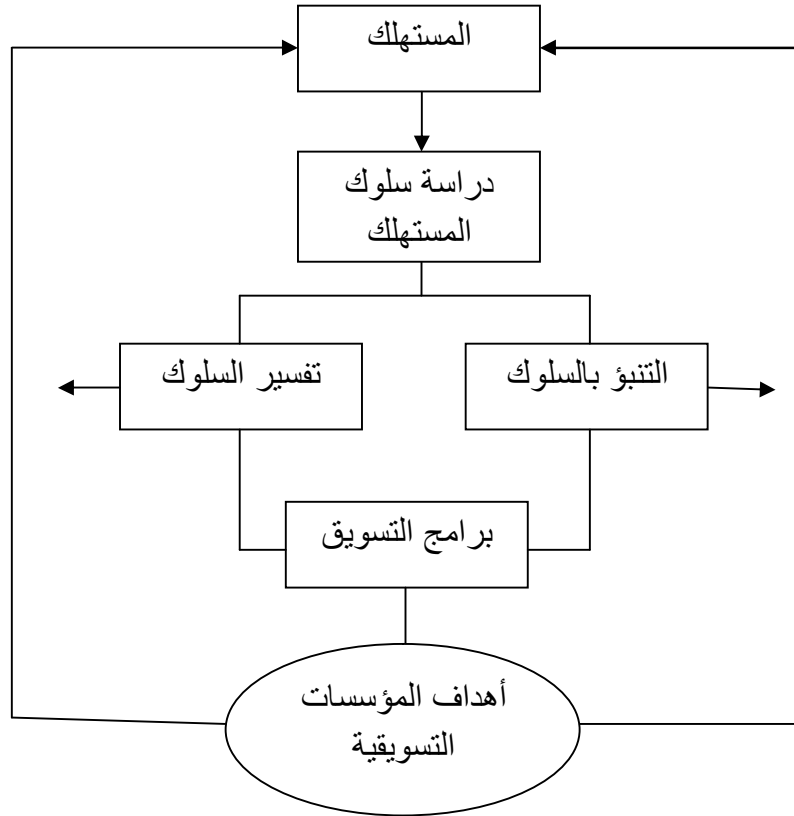 المستهلك
دراسة سلوك
المستهلك
التنبؤ بالسلوك
تفسير السلوك
برامج التسويق
أهداف المؤسسات
التسويقية